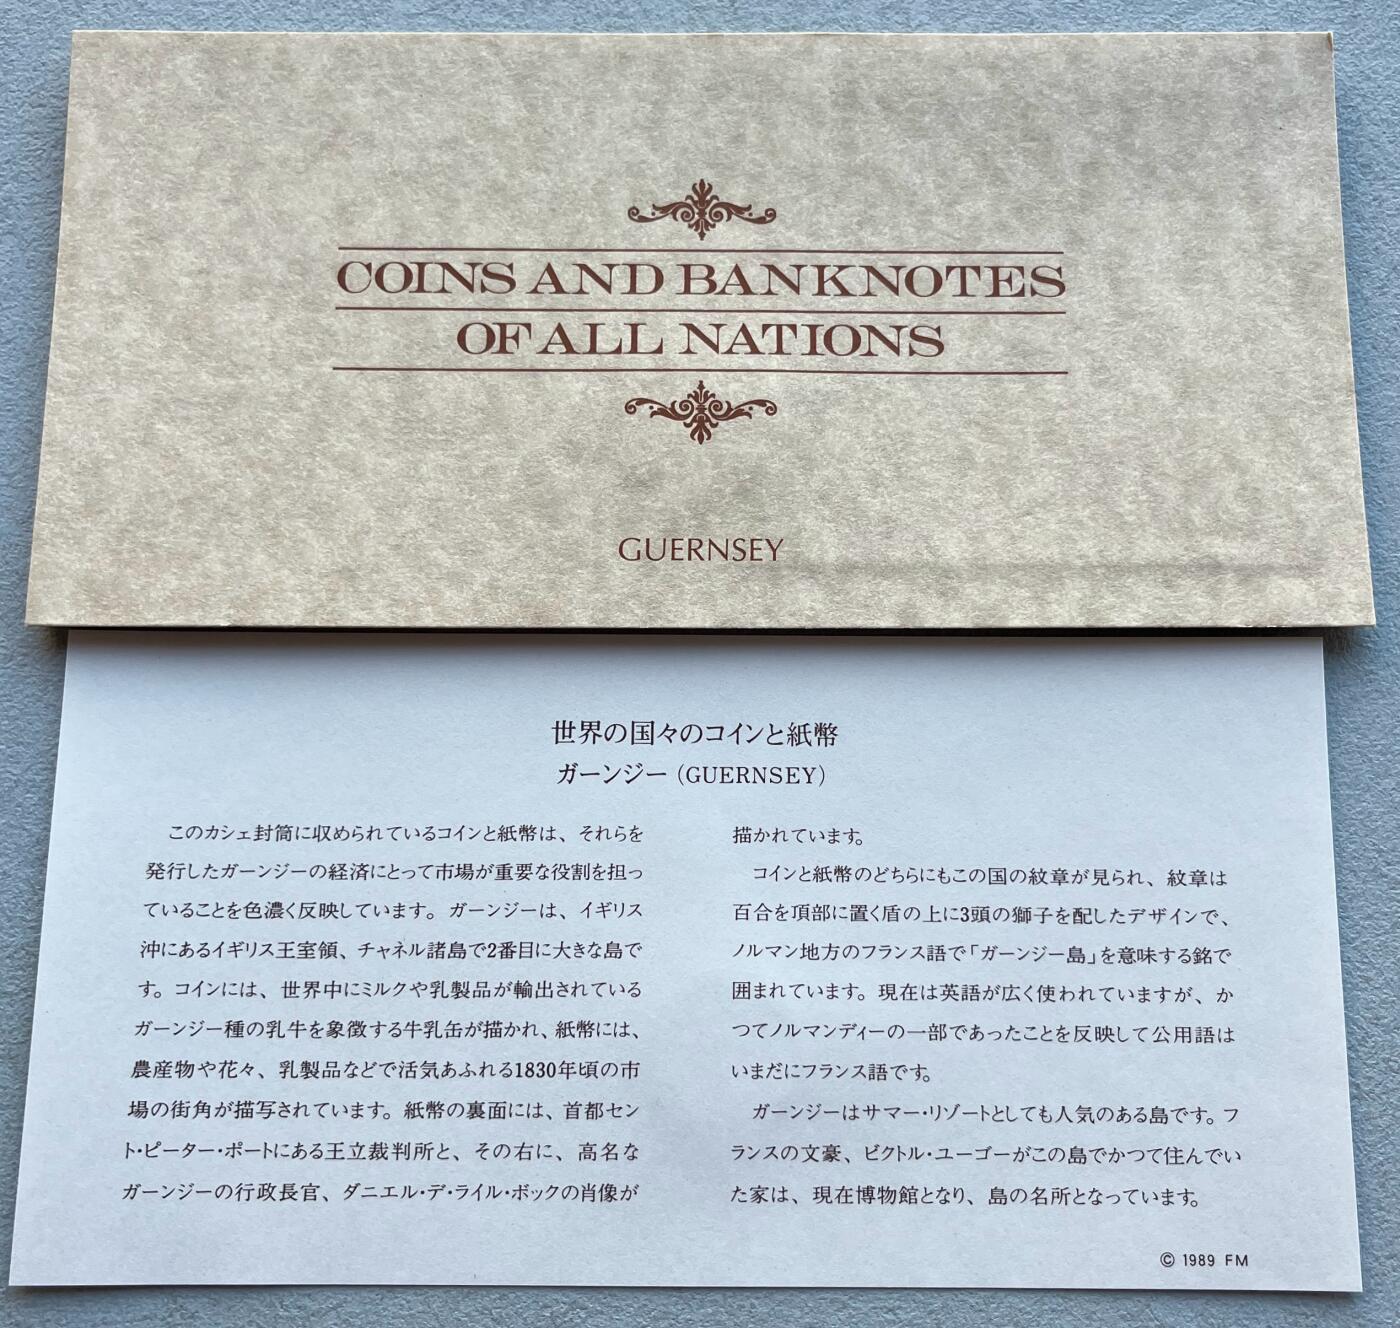 COINS AND BANKNOTES
OF ALL NATIONS
GUERNSEY
世界の国々のコインと紙幣
ガーンジー（GUERNSEY）
このカシェ封筒に収められているコインと紙幣は、それらを
発行したガーンジーの経済にとって市場が重要な役割を担っ
ていることを色濃く反映しています。ガーンジーは、イギリス
沖にあるイギリス王室領、チャネル諸島で2番目に大きな島で
す。コインには、世界中にミルクや乳製品が輸出されている
ガーンジー種の乳牛を象徴する牛乳缶が描かれ、紙幣には、
農産物や花々、乳製品などで活気あふれる1830年頃の市
場の街角が描写されています。紙幣の裏面には、首都セン
ト・ピーター・ポートにある王立裁判所と、その右に、高名な
ガーンジーの行政長官、ダニエル・デ・ライル・ボックの肖像が
描かれています。
コインと紙幣のどちらにもこの国の紋章が見られ、紋章は
百合を頂部に置く盾の上に3頭の獅子を配したデザインで、
ノルマン地方のフランス語で「ガーンジー島」を意味する銘で
囲まれています。現在は英語が広く使われていますが、か
つてノルマンディーの一部であったことを反映して公用語は
いまだにフランス語です。
ガーンジーはサマー・リゾートとしても人気のある島です。フ
ランスの文豪、ビクトル・ユーゴーがこの島でかつて住んでい
た家は、現在博物館となり、島の名所となっています。
© 1989 FM